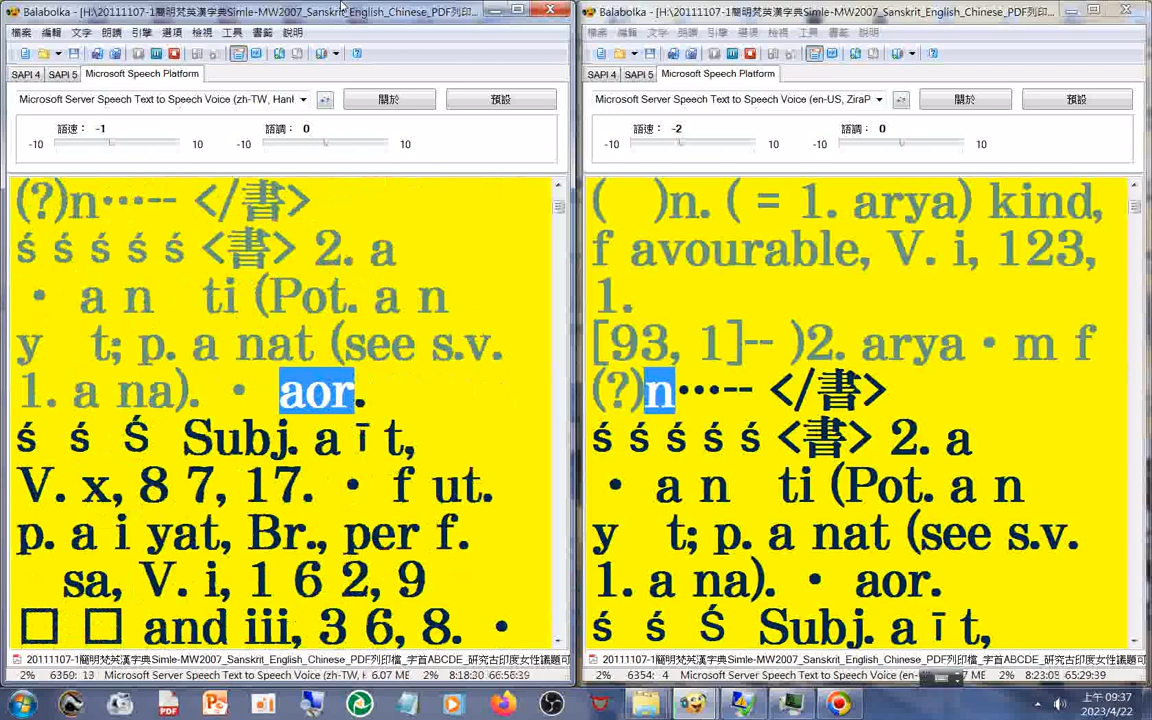 Balabolka - [H:\20111107-1簡明梵英漢字典Simle-MW2007_Sanskrit_English_Chinese_PDF列印...
檔案 編輯 文字 朗讀 引擎 選項 檢視 工具 書籤 說明
SAPI 4 SAPI 5 Microsoft Speech Platform
Microsoft Server Speech Text to Speech Voice (zh-TW, Hanl
關於 預設
語速： -1 語調： 0
-10 10 -10 10
(?)n…-- </書>
ś ś ś ś ś <書> 2. a
• a n ti (Pot. a n
y t; p. a nat (see s.v.
1. a na). • aor.
ś ś Ś Subj. a ī t,
V. x, 8 7, 17. • f ut.
p. a i yat, Br., per f.
sa, V. i, 1 6 2, 9
□ □ and iii, 3 6, 8. •
20111107-1簡明梵英漢字典Simle-MW2007_Sanskrit_English_Chinese_PDF列印檔_字首ABCDE_研究古印度女性議題可
2% 6359: 13 Microsoft Server Speech Text to Speech Voice (zh-TW, 6.07 ME 2% 8:18:30 66:56:39
Balabolka - [H:\20111107-1簡明梵英漢字典Simle-MW2007_Sanskrit_English_Chinese_PDF列印...
檔案 編輯 文字 朗讀 引擎 選項 檢視 工具 書籤 說明
SAPI 4 SAPI 5 Microsoft Speech Platform
Microsoft Server Speech Text to Speech Voice (en-US, ZiraP
關於 預設
語速： -2 語調： 0
-10 10 -10 10
( )n. ( = 1. arya) kind,
f avourable, V. i, 123,
1.
[93, 1]-- )2. arya • m f
(?)n…-- </書>
ś ś ś ś ś <書> 2. a
• a n ti (Pot. a n
y t; p. a nat (see s.v.
1. a na). • aor.
ś ś Ś Subj. a ī t,
20111107-1簡明梵英漢字典Simle-MW2007_Sanskrit_English_Chinese_PDF列印檔_字首ABCDE_研究古印度女性議題可
2% 6354: 4 Microsoft Server Speech Text to Speech Voice (en-US, 2% 8:23:05 65:29:39
上午 09:37
2023/4/22